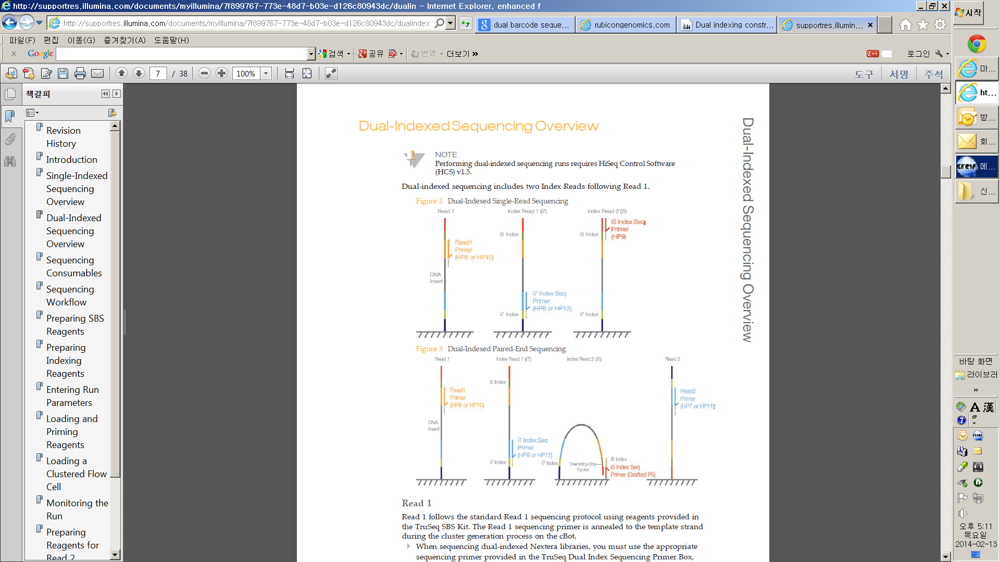 http://supportres.illumina.com/documents/myillumina/7f899767-773e-48d7-b03e-d126c80943dc/dualin - Internet Explorer, enhanced f
http://supportres.illumina.com/documents/myillumina/7f899767-773e-48d7-b03e-d126c80943dc/dualindex
dual barcode seque...
rubicongenomics.com
Dual indexing constr...
supportres.illumin...
파일(F) 편집 이동(G) 즐겨찾기(A) 도움말(H)
x Google 검색 공유 번역 더보기 »
+1 로그인
7 / 38 100%
도구 서명 주석
책갈피
Revision
History
Introduction
Single-Indexed
Sequencing
Overview
Dual-Indexed
Sequencing
Overview
Sequencing
Consumables
Sequencing
Workflow
Preparing SBS
Reagents
Preparing
Indexing
Reagents
Entering Run
Parameters
Loading and
Priming
Reagents
Loading a
Clustered Flow
Cell
Monitoring the
Run
Preparing
Reagents for
Read 2
Dual-Indexed Sequencing Overview
NOTE
Performing dual-indexed sequencing runs requires HiSeq Control Software
(HCS) v1.5.
Dual-indexed sequencing includes two Index Reads following Read 1.
Figure 2 Dual-Indexed Single-Read Sequencing
Read 1
Index Read 1 (i7)
Index Read 2 (i5)
Read1
Primer
(HP6 or HP10)
DNA
Insert
i5 Index
i7 Index Seq
Primer
(HP8 or HP12)
i7 Index
i5 Index Seq
Primer
(HP9)
i5 Index
i7 Index
Figure 3 Dual-Indexed Paired-End Sequencing
Read 1
Index Read 1 (i7)
Index Read 2 (i5)
Read 2
Read1
Primer
(HP6 or HP10)
DNA
Insert
i5 Index
i7 Index Seq
Primer
(HP8 or HP12)
i7 Index
i7 Index
Chemistry-Only
Cycles
i5 Index
i5 Index Seq
Primer (Grafted P5)
Read2
Primer
(HP7 or HP11)
Read 1
Read 1 follows the standard Read 1 sequencing protocol using reagents provided in
the TruSeq SBS Kit. The Read 1 sequencing primer is annealed to the template strand
during the cluster generation process on the cBot.
When sequencing dual-indexed Nextera libraries, you must use the appropriate
sequencing primer provided in the TruSeq Dual Index Sequencing Primer Box,
Dual-Indexed Sequencing Overview
시작
마...
ht...
받...
회...
메...
신...
바탕 화면
라이브러
»
A 漢
오후 5:11
목요일
2014-02-13